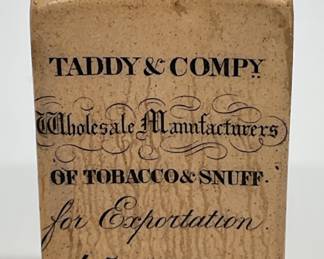 TADDY & COMPY
Wholesale Manufacturers
OF TOBACCO & SNUFF.
for Exportation